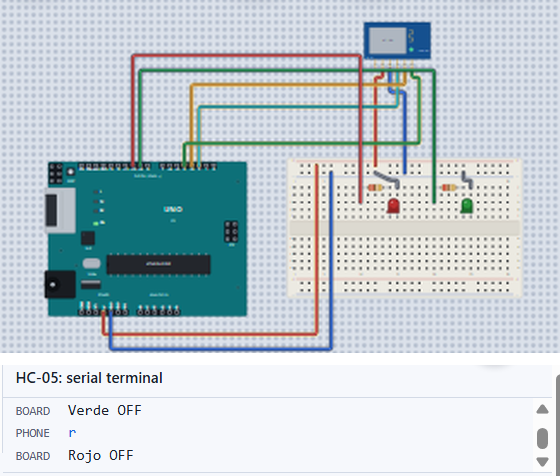 UNO
HC-05: serial terminal
BOARD Verde OFF
PHONE r
BOARD Rojo OFF